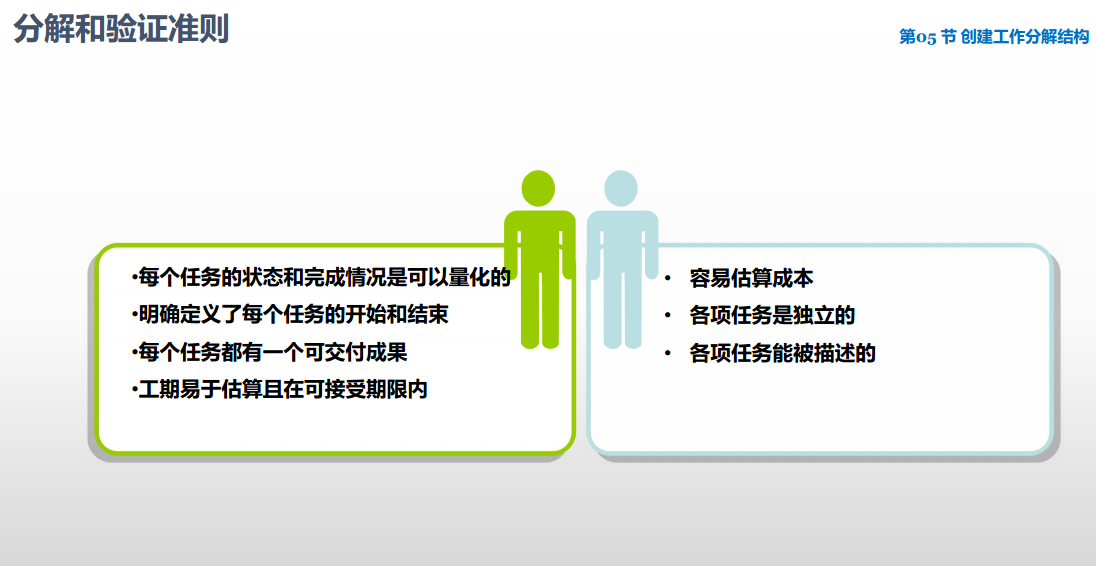 分解和验证准则
第05 节 创建工作分解结构
•每个任务的状态和完成情况是可以量化的
•明确定义了每个任务的开始和结束
•每个任务都有一个可交付成果
•工期易于估算且在可接受期限内
• 容易估算成本
• 各项任务是独立的
• 各项任务能被描述的